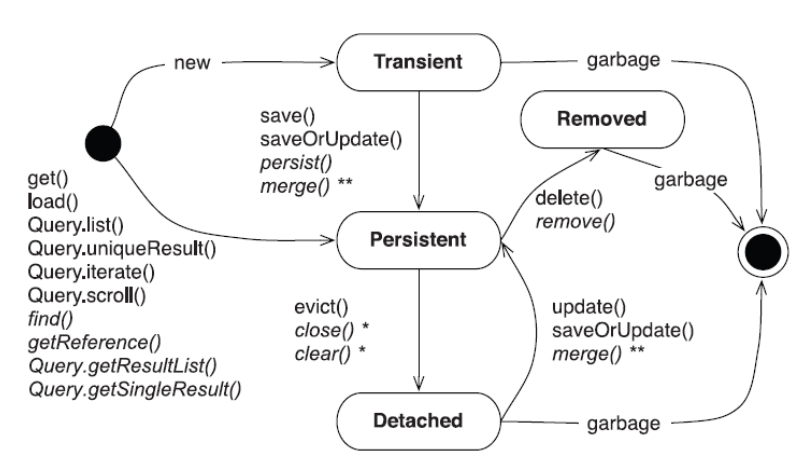 new
Transient
garbage
save()
saveOrUpdate()
persist()
merge() **
Removed
garbage
get()
load()
Query.list()
Query.uniqueResult()
Query.iterate()
Query.scroll()
find()
getReference()
Query.getResultList()
Query.getSingleResult()
Persistent
delete()
remove()
evict()
close() *
clear() *
update()
saveOrUpdate()
merge() **
Detached
garbage